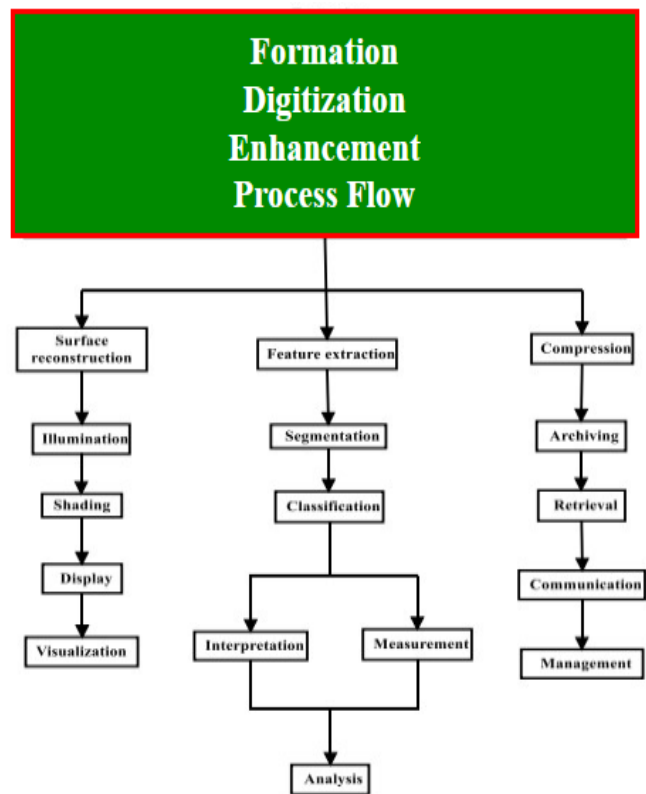 Formation
Digitization
Enhancement
Process Flow
Surface
reconstruction
Feature extraction
Compression
Illumination
Segmentation
Archiving
Shading
Classification
Retrieval
Display
Communication
Visualization
Interpretation
Measurement
Management
Analysis